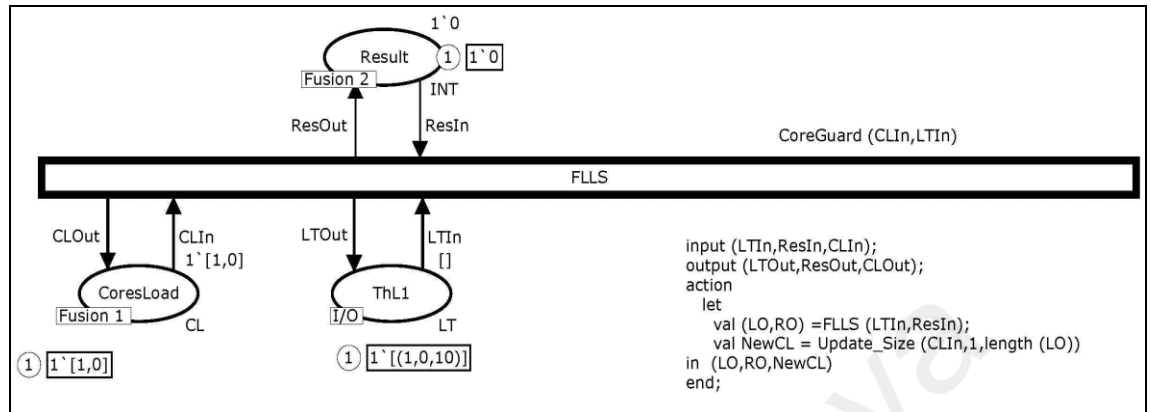 1`0
Result
1
1`0
Fusion 2
INT
ResOut
ResIn
CoreGuard (CLIn,LTIn)
FLLS
CLOut
CLIn
1`[1,0]
LTOut
LTIn
[]
CoresLoad
Fusion 1
CL
ThL1
I/O
LT
1
1`[1,0]
1
1`[(1,0,10)]
input (LTIn,ResIn,CLIn);
output (LTOut,ResOut,CLOut);
action
let
val (LO,RO) =FLLS (LTIn,ResIn);
val NewCL = Update_Size (CLIn,1,length (LO))
in (LO,RO,NewCL)
end;